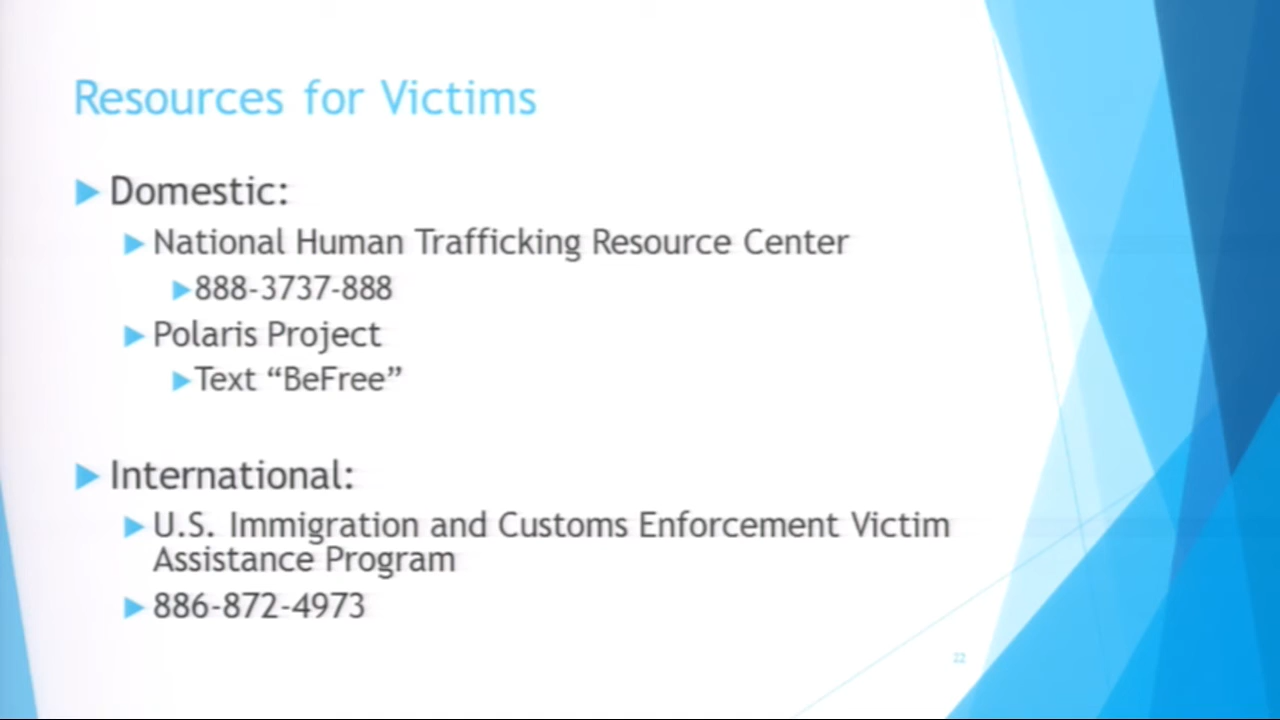 Resources for Victims
Domestic:
National Human Trafficking Resource Center
888-3737-888
Polaris Project
Text “BeFree”
International:
U.S. Immigration and Customs Enforcement Victim
Assistance Program
886-872-4973
22